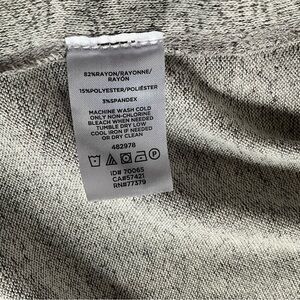 82%RAYON/RAYONNE/
RAYÓN
15%POLYESTER/POLIÉSTER
3%SPANDEX
MACHINE WASH COLD
ONLY NON-CHLORINE
BLEACH WHEN NEEDED
TUMBLE DRY LOW
COOL IRON IF NEEDED
OR DRY CLEAN
482978
ID# 70065
CA#57421
RN#77379